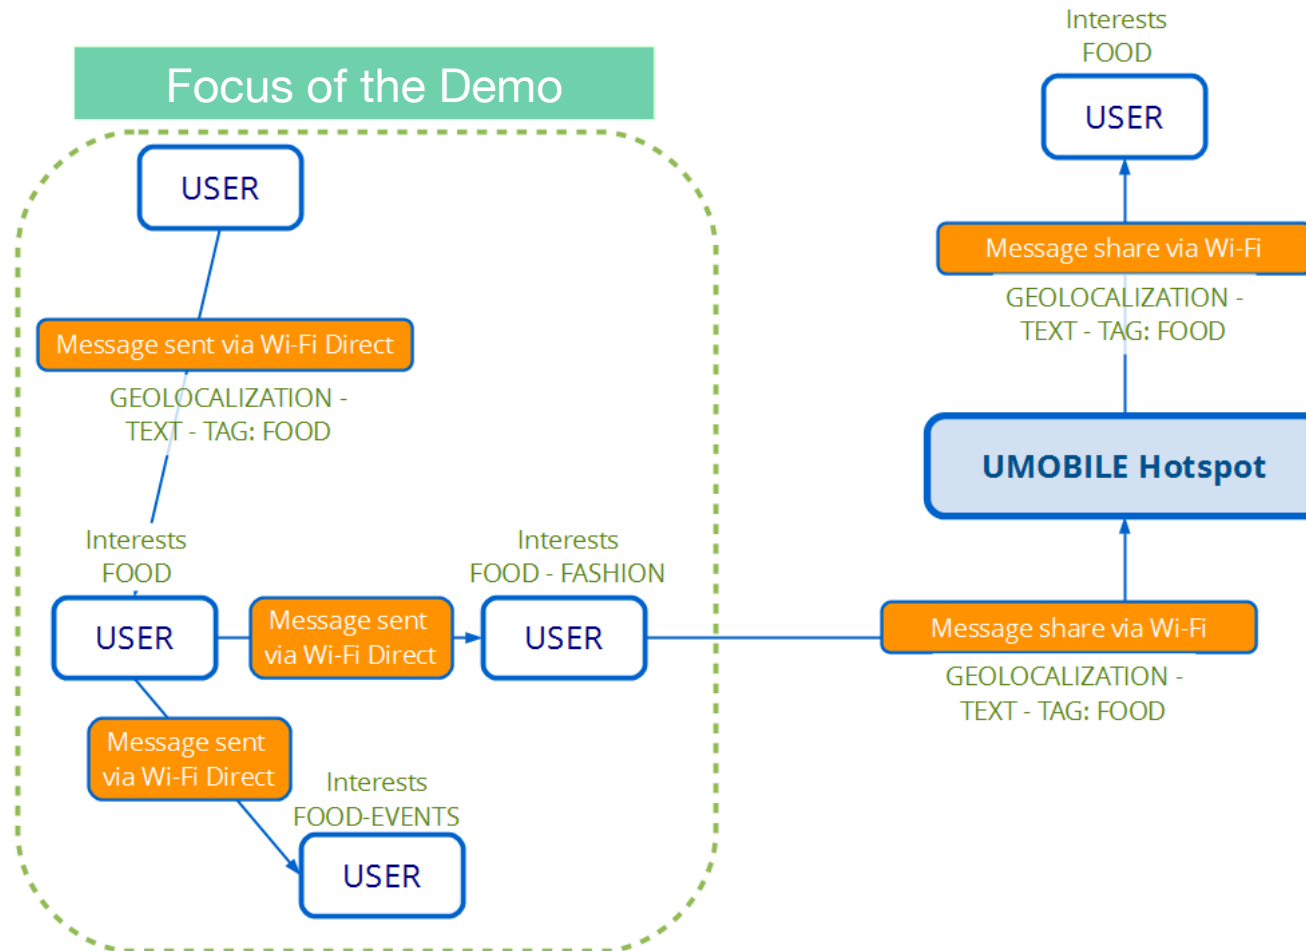 Focus of the Demo
USER
Message sent via Wi-Fi Direct
GEOLOCALIZATION -
TEXT - TAG: FOOD
Interests
FOOD
USER
Message sent
via Wi-Fi Direct
Interests
FOOD - FASHION
USER
Message sent
via Wi-Fi Direct
Interests
FOOD-EVENTS
USER
Interests
FOOD
USER
Message share via Wi-Fi
GEOLOCALIZATION -
TEXT - TAG: FOOD
UMOBILE Hotspot
Message share via Wi-Fi
GEOLOCALIZATION -
TEXT - TAG: FOOD